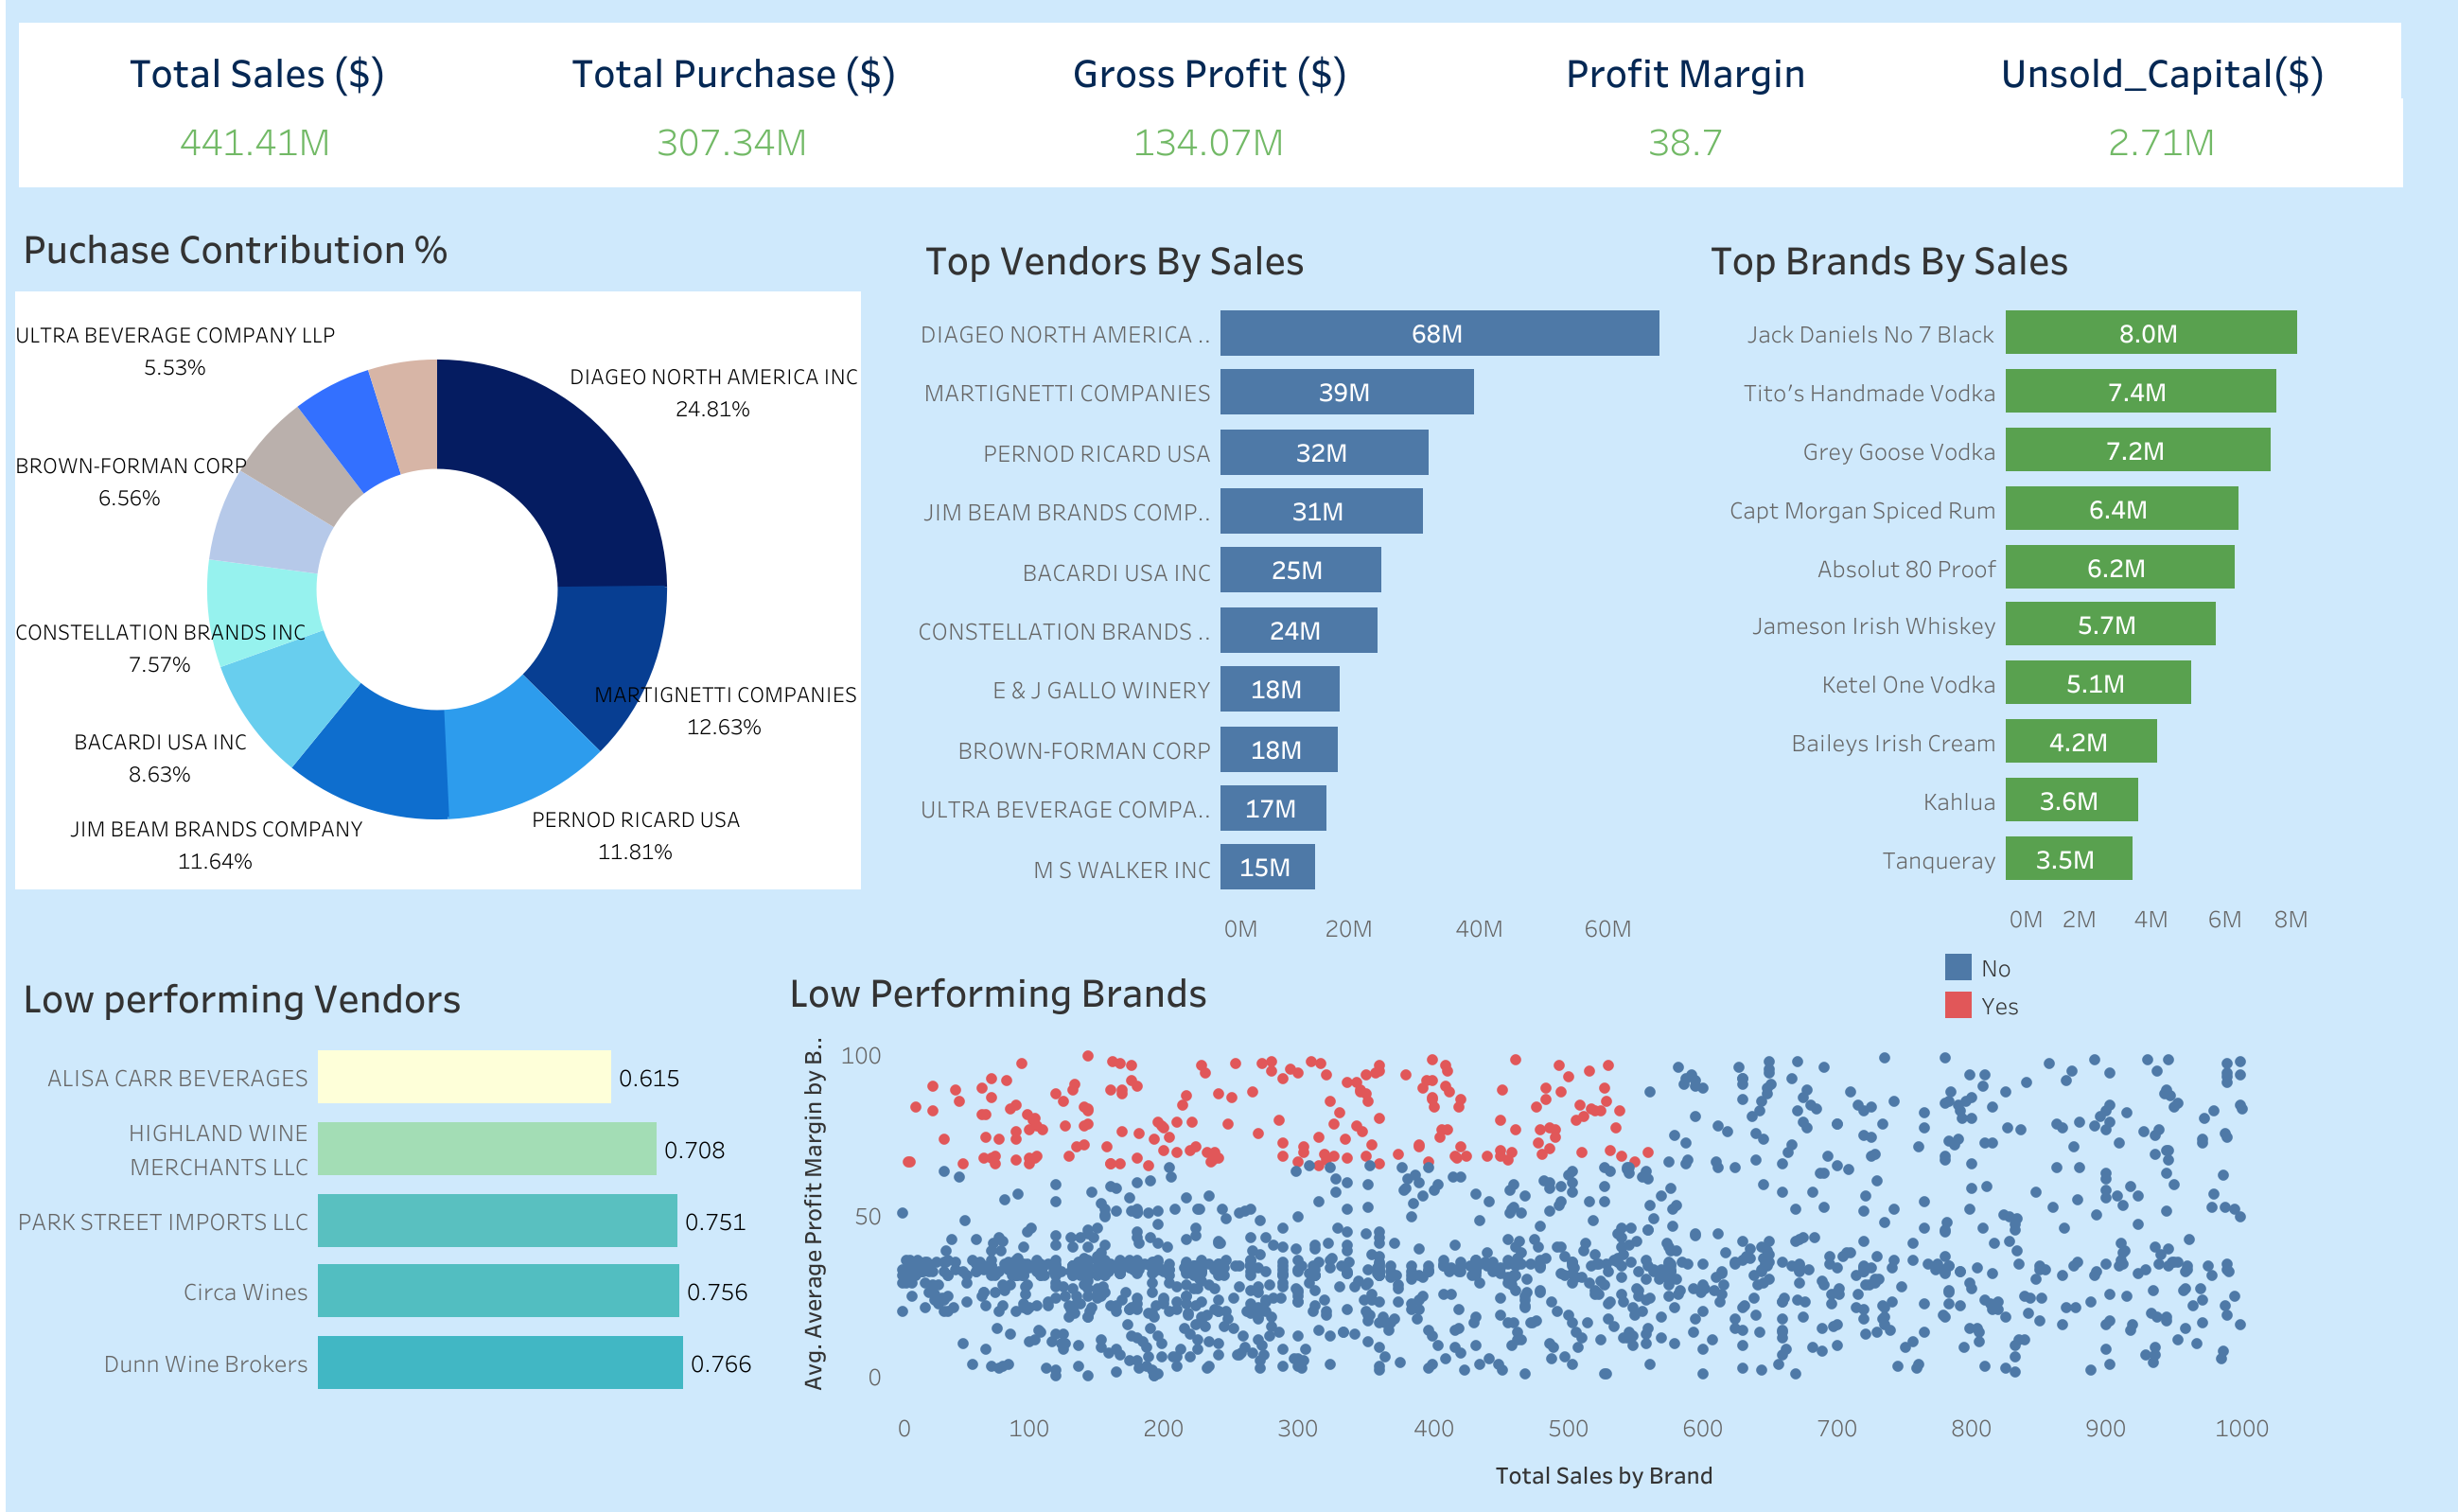 Total Sales ($)
Total Purchase ($)
Gross Profit ($)
Profit Margin
Unsold_Capital($)
441.41M
307.34M
134.07M
38.7
2.71M
Puchase Contribution %
ULTRA BEVERAGE COMPANY LLP
5.53%
DIAGEO NORTH AMERICA INC
24.81%
BROWN-FORMAN CORP
6.56%
CONSTELLATION BRANDS INC
7.57%
MARTIGNETTI COMPANIES
12.63%
BACARDI USA INC
8.63%
JIM BEAM BRANDS COMPANY
11.64%
PERNOD RICARD USA
11.81%
Top Vendors By Sales
DIAGEO NORTH AMERICA .. 68M
MARTIGNETTI COMPANIES 39M
PERNOD RICARD USA 32M
JIM BEAM BRANDS COMP.. 31M
BACARDI USA INC 25M
CONSTELLATION BRANDS .. 24M
E & J GALLO WINERY 18M
BROWN-FORMAN CORP 18M
ULTRA BEVERAGE COMPA.. 17M
M S WALKER INC 15M
0M 20M 40M 60M
Top Brands By Sales
Jack Daniels No 7 Black 8.0M
Tito's Handmade Vodka 7.4M
Grey Goose Vodka 7.2M
Capt Morgan Spiced Rum 6.4M
Absolut 80 Proof 6.2M
Jameson Irish Whiskey 5.7M
Ketel One Vodka 5.1M
Baileys Irish Cream 4.2M
Kahlua 3.6M
Tanqueray 3.5M
0M 2M 4M 6M 8M
Low performing Vendors
ALISA CARR BEVERAGES 0.615
HIGHLAND WINE
MERCHANTS LLC 0.708
PARK STREET IMPORTS LLC 0.751
Circa Wines 0.756
Dunn Wine Brokers 0.766
Low Performing Brands
No
Yes
Avg. Average Profit Margin by B..
100
50
0
0 100 200 300 400 500 600 700 800 900 1000
Total Sales by Brand